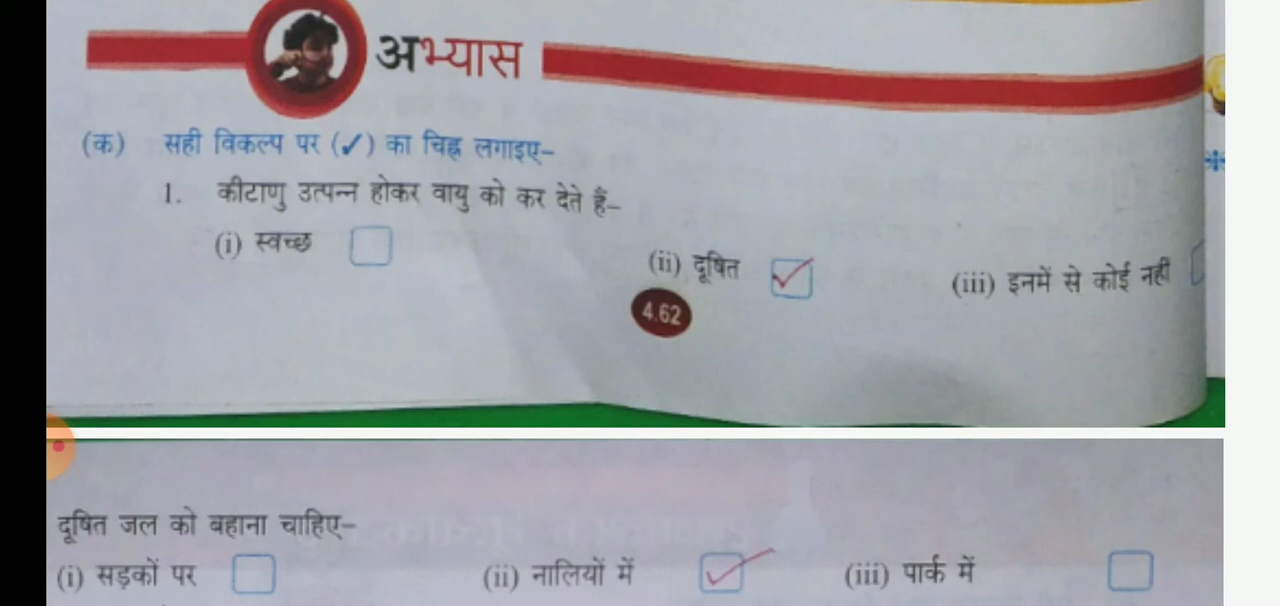 अभ्यास
(क) सही विकल्प पर (✓) का चिह्न लगाइए–
1. कीटाणु उत्पन्न होकर वायु को कर देते हैं–
(i) स्वच्छ (ii) दूषित ✓ (iii) इनमें से कोई नहीं
4.62
दूषित जल को बहाना चाहिए–
(i) सड़कों पर (ii) नालियों में ✓ (iii) पार्क में